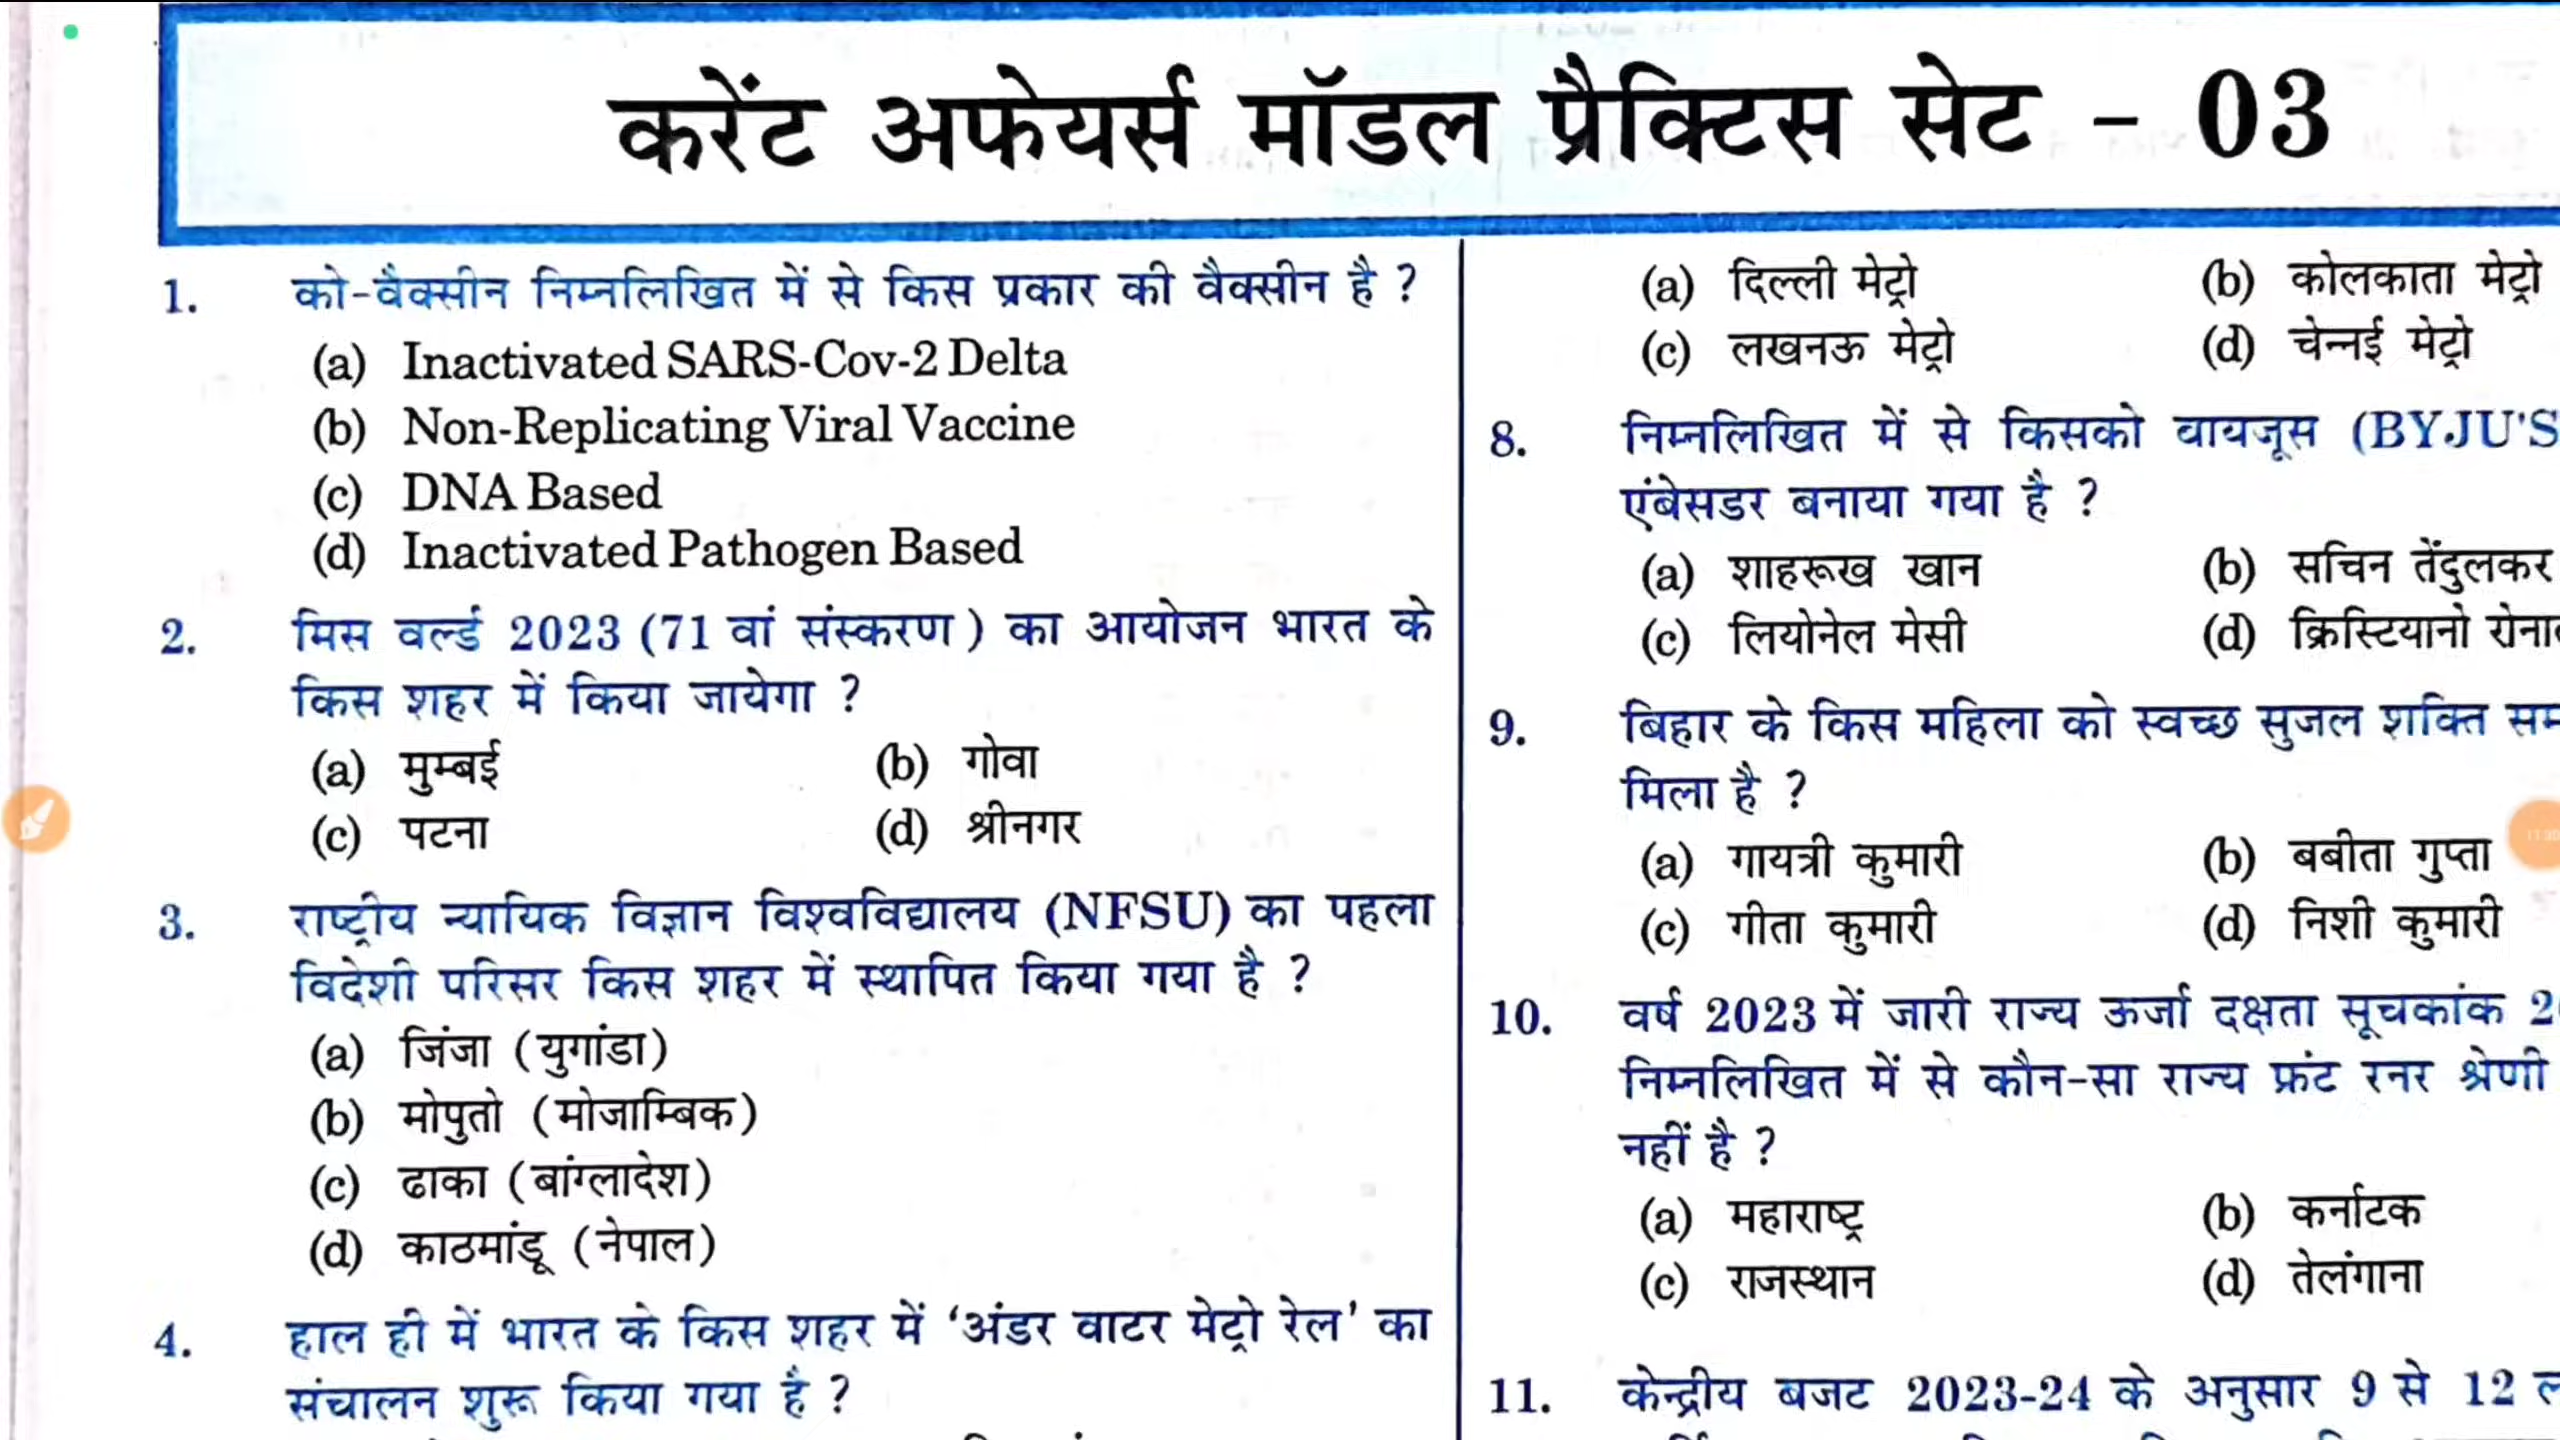 करेंट अफेयर्स मॉडल प्रैक्टिस सेट - 03
1. को-वैक्सीन निम्नलिखित में से किस प्रकार की वैक्सीन है ?
(a) Inactivated SARS-Cov-2 Delta
(b) Non-Replicating Viral Vaccine
(c) DNA Based
(d) Inactivated Pathogen Based
2. मिस वर्ल्ड 2023 (71 वां संस्करण) का आयोजन भारत के
किस शहर में किया जायेगा ?
(a) मुम्बई (b) गोवा
(c) पटना (d) श्रीनगर
3. राष्ट्रीय न्यायिक विज्ञान विश्वविद्यालय (NFSU) का पहला
विदेशी परिसर किस शहर में स्थापित किया गया है ?
(a) जिंजा (युगांडा)
(b) मोपुतो (मोजाम्बिक)
(c) ढाका (बांग्लादेश)
(d) काठमांडू (नेपाल)
4. हाल ही में भारत के किस शहर में ‘अंडर वाटर मेट्रो रेल’ का
संचालन शुरू किया गया है ?
(a) दिल्ली मेट्रो (b) कोलकाता मेट्रो
(c) लखनऊ मेट्रो (d) चेन्नई मेट्रो
8. निम्नलिखित में से किसको वायजूस (BYJU'S
एंबेसडर बनाया गया है ?
(a) शाहरूख खान (b) सचिन तेंदुलकर
(c) लियोनेल मेसी (d) क्रिस्टियानो
9. बिहार के किस महिला को स्वच्छ सुजल शक्ति
मिला है ?
(a) गायत्री कुमारी (b) बबीता गुप्ता
(c) गीता कुमारी (d) निशी कुमारी
10. वर्ष 2023 में जारी राज्य ऊर्जा दक्षता सूचकांक
निम्नलिखित में से कौन-सा राज्य फ्रंट रनर श्रेणी
नहीं है ?
(a) महाराष्ट्र (b) कर्नाटक
(c) राजस्थान (d) तेलंगाना
11. केन्द्रीय बजट 2023-24 के अनुसार 9 से 12